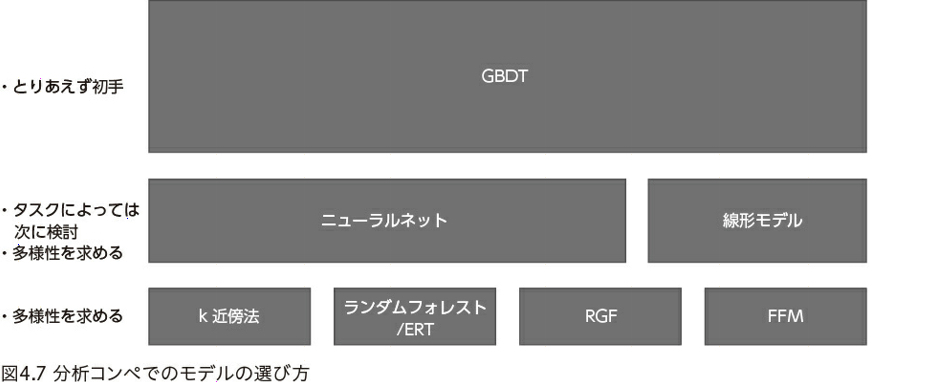 GBDT
・とりあえず初手
・タスクによっては
次に検討
・多様性を求める
ニューラルネット
線形モデル
・多様性を求める
k 近傍法
ランダムフォレスト
/ERT
RGF
FFM
図4.7 分析コンペでのモデルの選び方